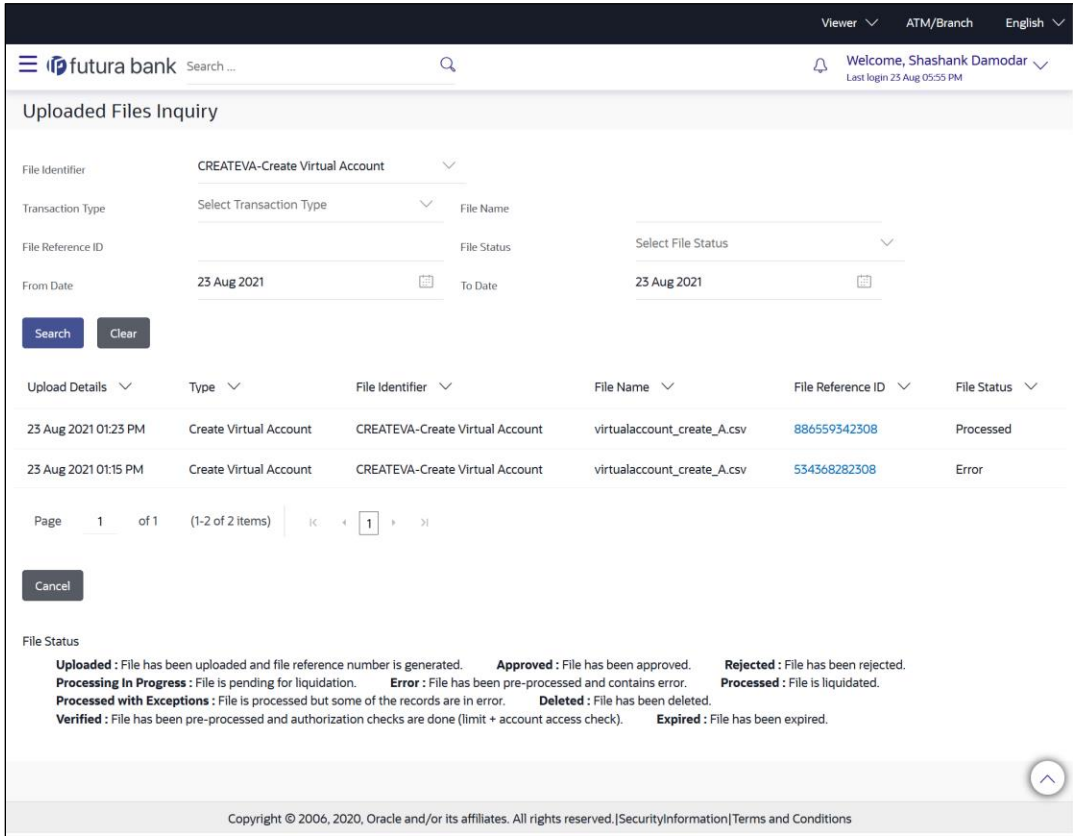 Viewer ATM/Branch English
futura bank Search ... Welcome, Shashank Damodar
Last login 23 Aug 05:55 PM
Uploaded Files Inquiry
File Identifier CREATEVA-Create Virtual Account
Transaction Type Select Transaction Type File Name
File Reference ID File Status Select File Status
From Date 23 Aug 2021 To Date 23 Aug 2021
Search Clear
Upload Details Type File Identifier File Name File Reference ID File Status
23 Aug 2021 01:23 PM Create Virtual Account CREATEVA-Create Virtual Account virtualaccount_create_A.csv 886559342308 Processed
23 Aug 2021 01:15 PM Create Virtual Account CREATEVA-Create Virtual Account virtualaccount_create_A.csv 534368282308 Error
Page 1 of 1 (1-2 of 2 items) 1
Cancel
File Status
Uploaded : File has been uploaded and file reference number is generated. Approved : File has been approved. Rejected : File has been rejected.
Processing In Progress : File is pending for liquidation. Error : File has been pre-processed and contains error. Processed : File is liquidated.
Processed with Exceptions : File is processed but some of the records are in error. Deleted : File has been deleted.
Verified : File has been pre-processed and authorization checks are done (limit + account access check). Expired : File has been expired.
Copyright © 2006, 2020, Oracle and/or its affiliates. All rights reserved.|SecurityInformation|Terms and Conditions